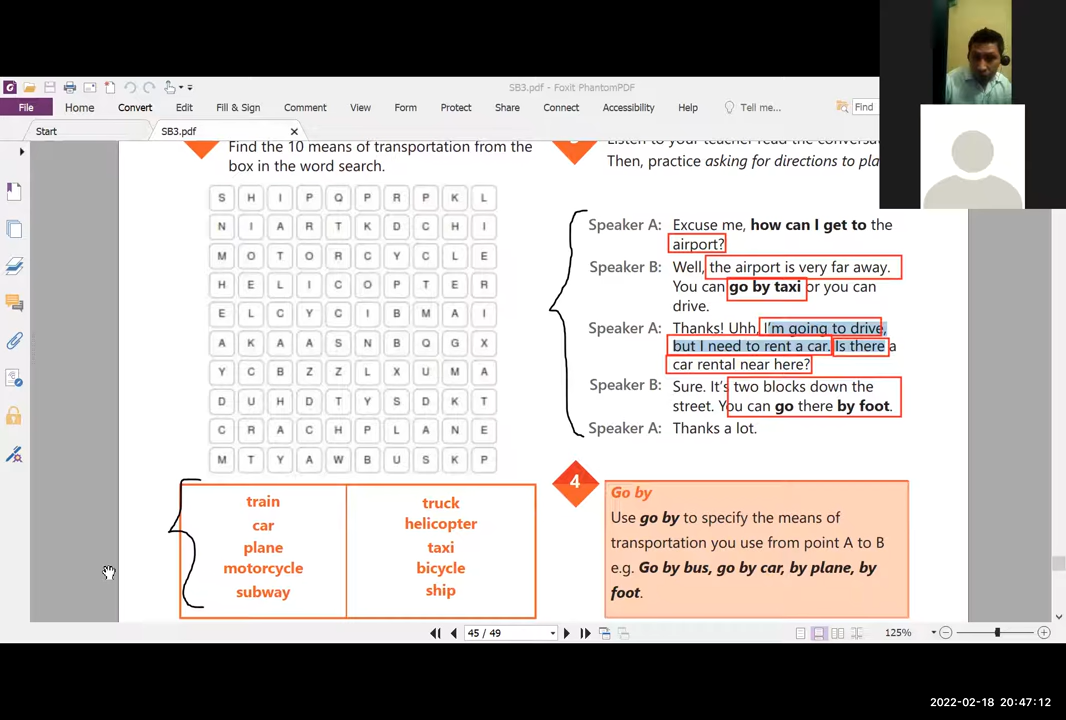 SB3.pdf - Foxit PhantomPDF
File Home Convert Edit Fill & Sign Comment View Form Protect Share Connect Accessibility Help Tell me... Find
Start SB3.pdf
Find the 10 means of transportation from the
box in the word search.
S H I P Q P R P K L
N I A R T K D C H I
M O T O R C Y C L E
H E L I C O P T E R
E L C Y C I B M A I
A K A A S N B Q G X
Y C B Z Z L X U M A
D U H D T Y S D K T
C R A C H P L A N E
M T Y A W B U S K P
train
car
plane
motorcycle
subway
truck
helicopter
taxi
bicycle
ship
Listen to your teacher read the
Then, practice asking for directions to
Speaker A: Excuse me, how can I get to the
airport?
Speaker B: Well, the airport is very far away.
You can go by taxi or you can
drive.
Speaker A: Thanks! Uhh, I'm going to drive,
but I need to rent a car. Is there a
car rental near here?
Speaker B: Sure. It's two blocks down the
street. You can go there by foot.
Speaker A: Thanks a lot.
4
Go by
Use go by to specify the means of
transportation you use from point A to B
e.g. Go by bus, go by car, by plane, by
foot.
45 / 49
125%
2022-02-18 20:47:12